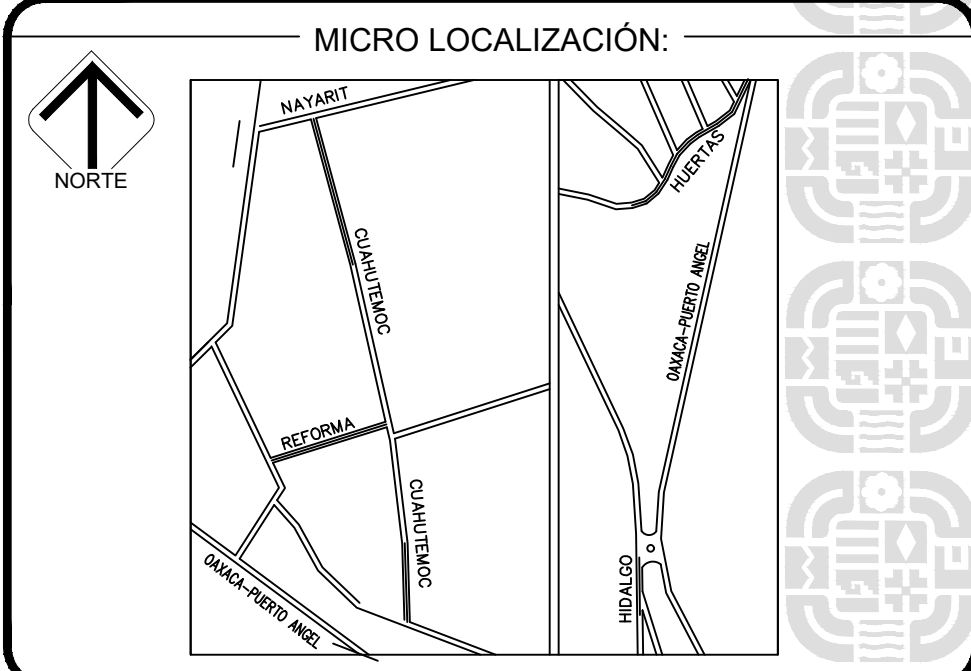 MICRO LOCALIZACIÓN:
NORTE
NAYARIT
CUAHUTEMOC
REFORMA
CUAHUTEMOC
OAXACA-PUERTO ANGEL
HUERTAS
OAXACA-PUERTO ANGEL
HIDALGO